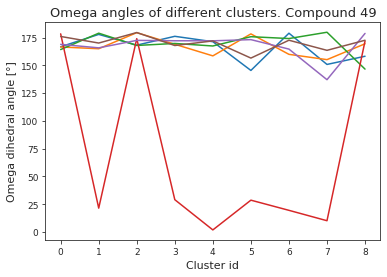 Omega angles of different clusters. Compound 49
Omega dihedral angle [°]
175
150
125
100
75
50
25
0
0 1 2 3 4 5 6 7 8
Cluster id